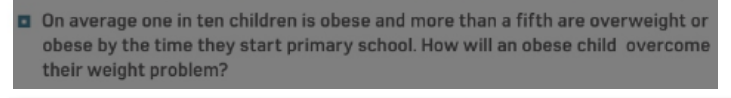 On average one in ten children is obese and more than a fifth are overweight or
obese by the time they start primary school. How will an obese child overcome
their weight problem?